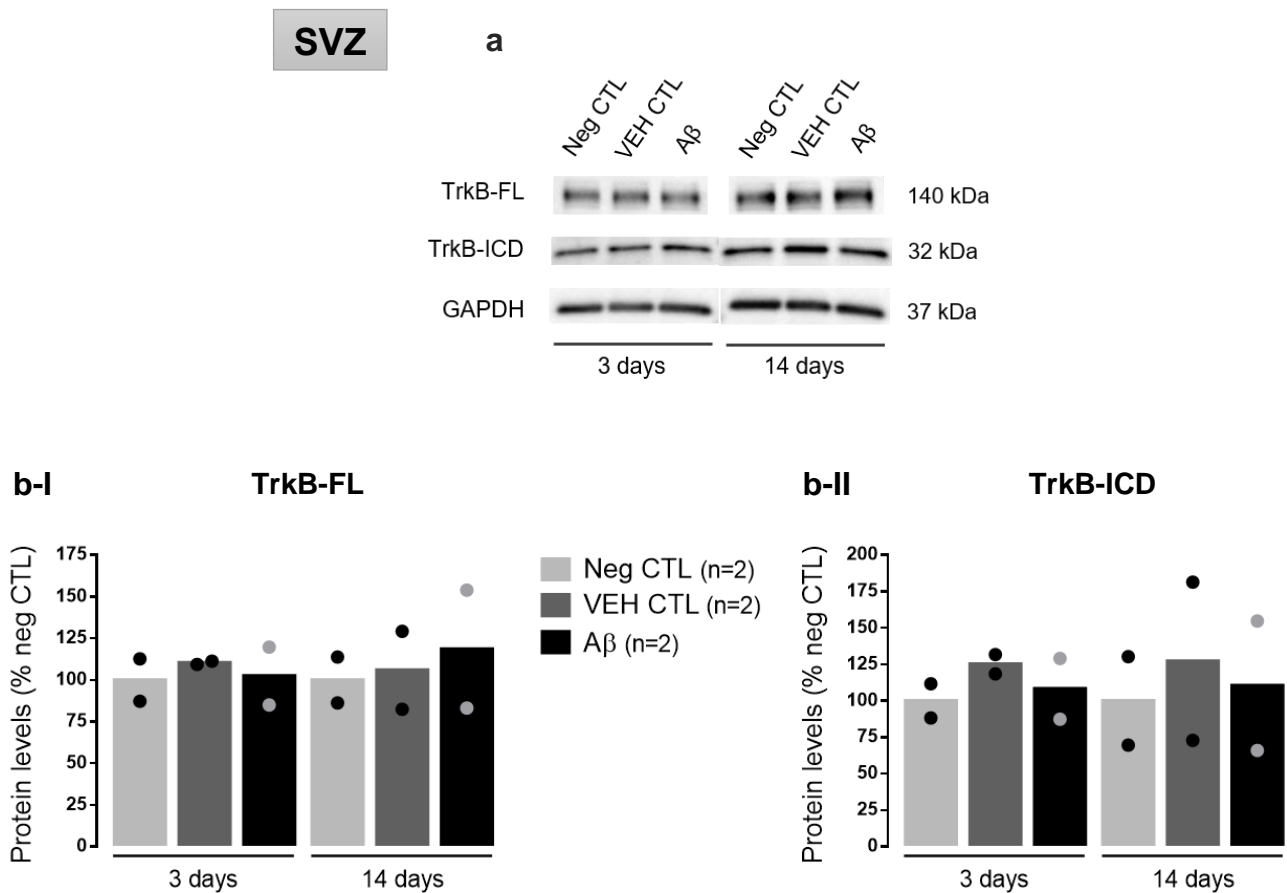 SVZ
a
Neg CTL VEH CTL Aβ Neg CTL VEH CTL Aβ
TrkB-FL 140 kDa
TrkB-ICD 32 kDa
GAPDH 37 kDa
3 days 14 days
b-I TrkB-FL
Protein levels (% neg CTL)
175
150
125
100
75
50
25
0
3 days 14 days
Neg CTL (n=2)
VEH CTL (n=2)
Aβ (n=2)
b-II TrkB-ICD
Protein levels (% neg CTL)
200
175
150
125
100
75
50
25
0
3 days 14 days